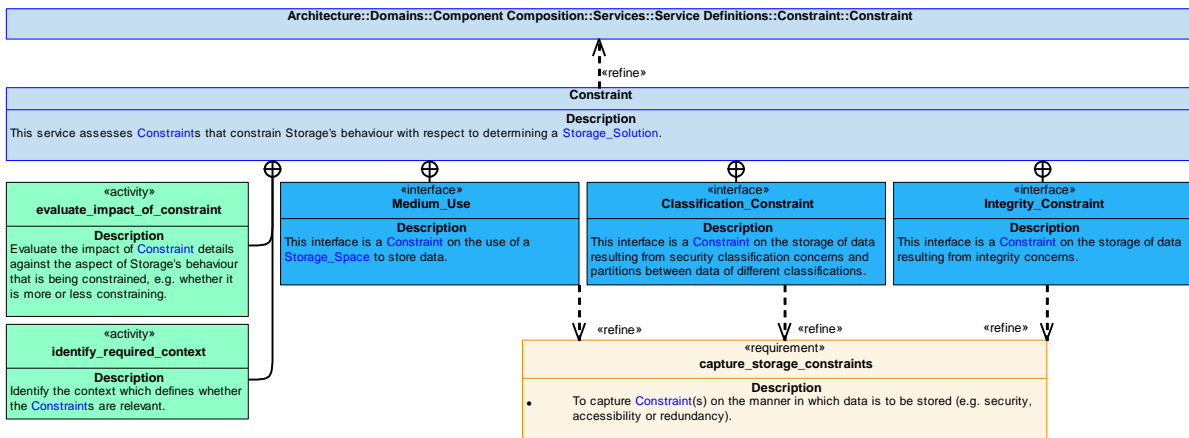 Architecture::Domains::Component Composition::Services::Service Definitions::Constraint::Constraint
«refine»
Constraint
Description
This service assesses Constraints that constrain Storage's behaviour with respect to determining a Storage_Solution.
«activity»
evaluate_impact_of_constraint
Description
Evaluate the impact of Constraint details
against the aspect of Storage's behaviour
that is being constrained, e.g. whether it
is more or less constraining.
«interface»
Medium_Use
Description
This interface is a Constraint on the use of a
Storage_Space to store data.
«interface»
Classification_Constraint
Description
This interface is a Constraint on the storage of data
resulting from security classification concerns and
partitions between data of different classifications.
«interface»
Integrity_Constraint
Description
This interface is a Constraint on the storage of data
resulting from integrity concerns.
«activity»
identify_required_context
Description
Identify the context which defines whether
the Constraints are relevant.
«refine»
«refine»
«refine»
«requirement»
capture_storage_constraints
Description
• To capture Constraint(s) on the manner in which data is to be stored (e.g. security,
accessibility or redundancy).